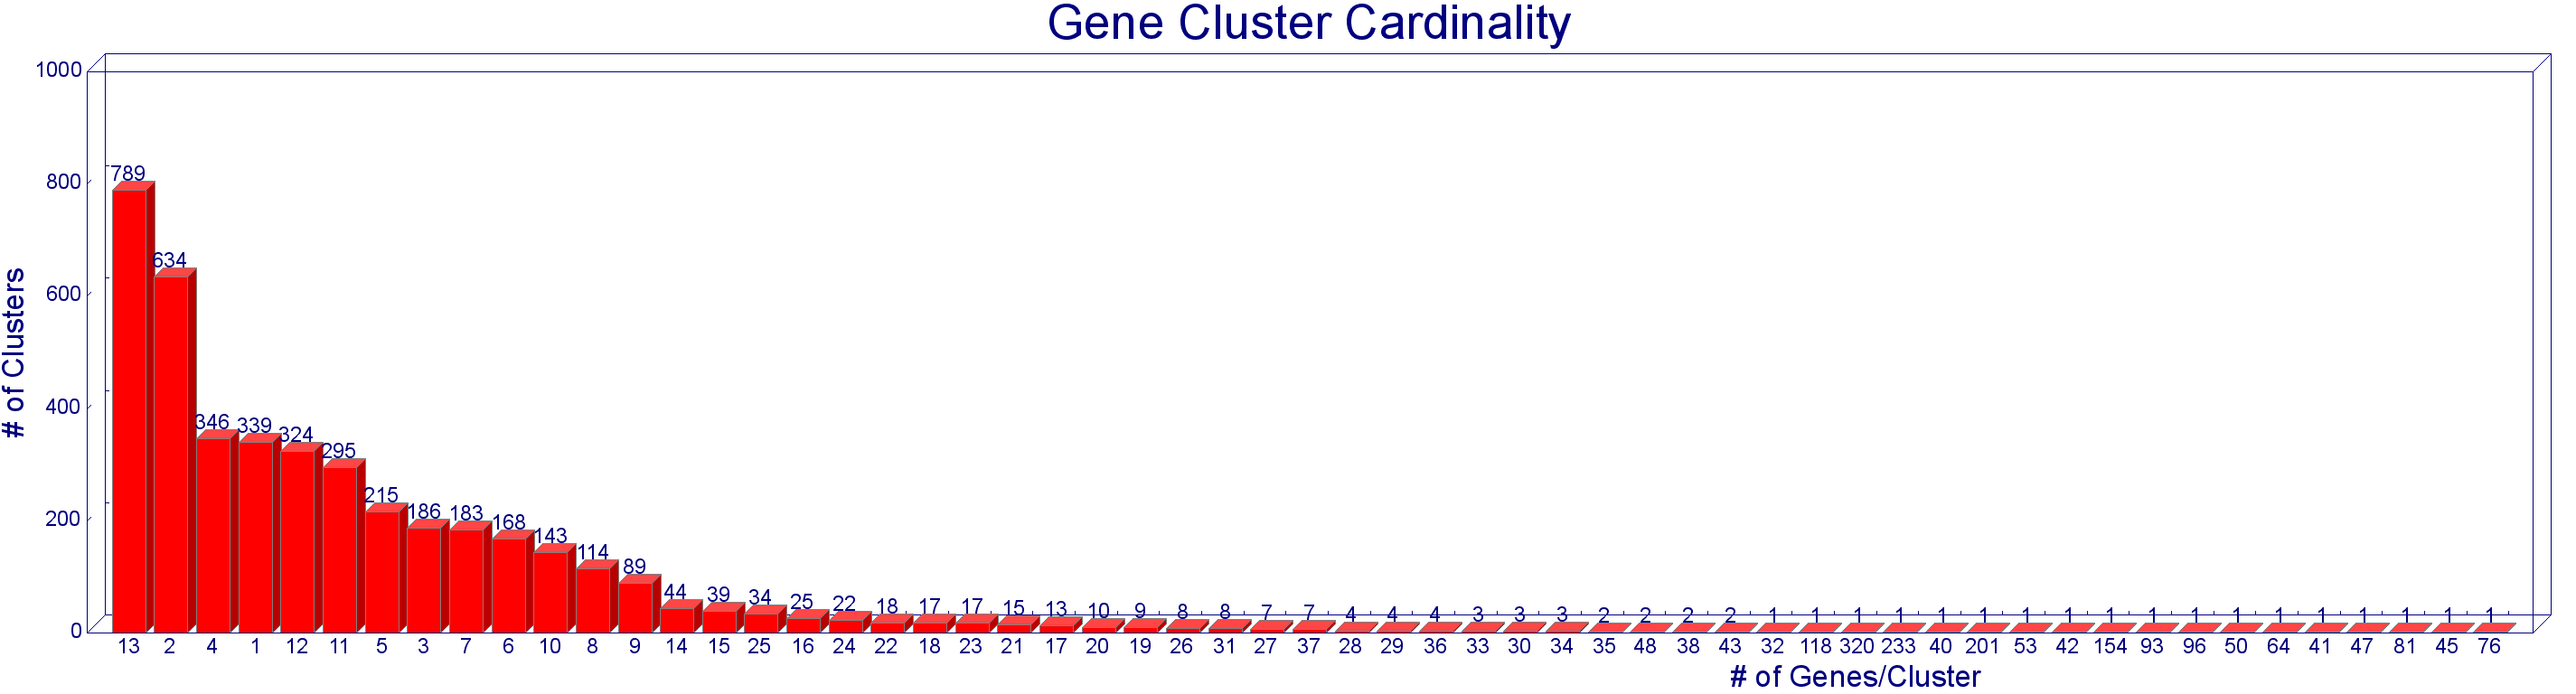 Gene Cluster Cardinality
# of Clusters
1000
800
600
400
200
0
789 634 346 339 324 295 215 186 183 168 143 114 89 44 39 34 25 22 18 17 17 15 13 10 9 8 8 7 7 4 4 4 3 3 3 2 2 2 2 1 1 1 1 1 1 1 1 1 1 1 1 1 1 1 1 1 1
13 2 4 1 12 11 5 3 7 6 10 8 9 14 15 25 16 24 22 18 23 21 17 20 19 26 31 27 37 28 29 36 33 30 34 35 48 38 43 32 118 320 233 40 201 53 42 154 93 96 50 64 41 47 81 45 76
# of Genes/Cluster